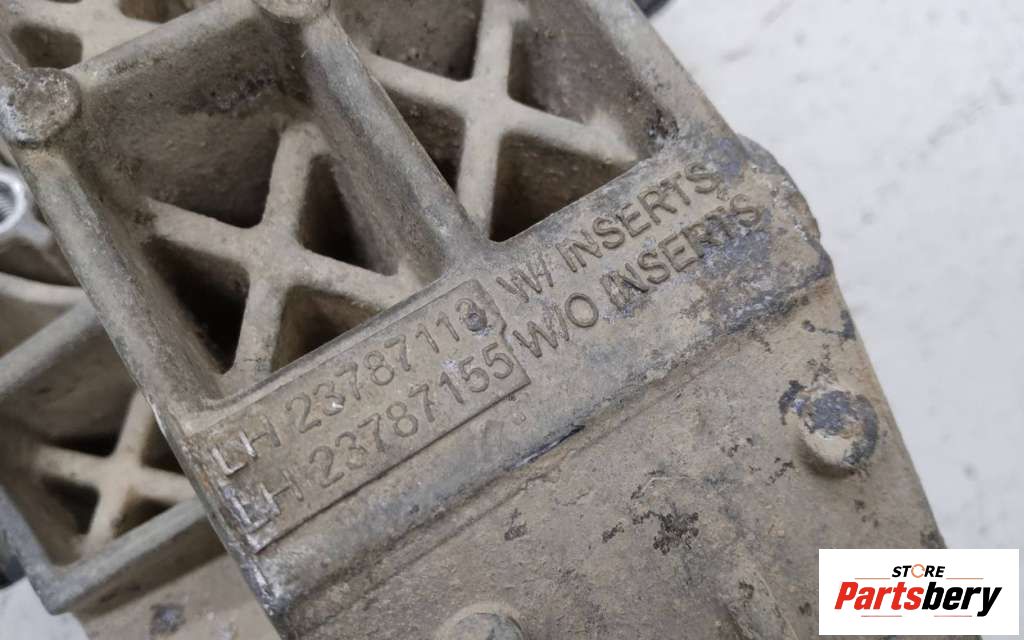 LH 23787113 W/ INSERTS
LH 23787155 W/O INSERTS
STORE
Partsbery